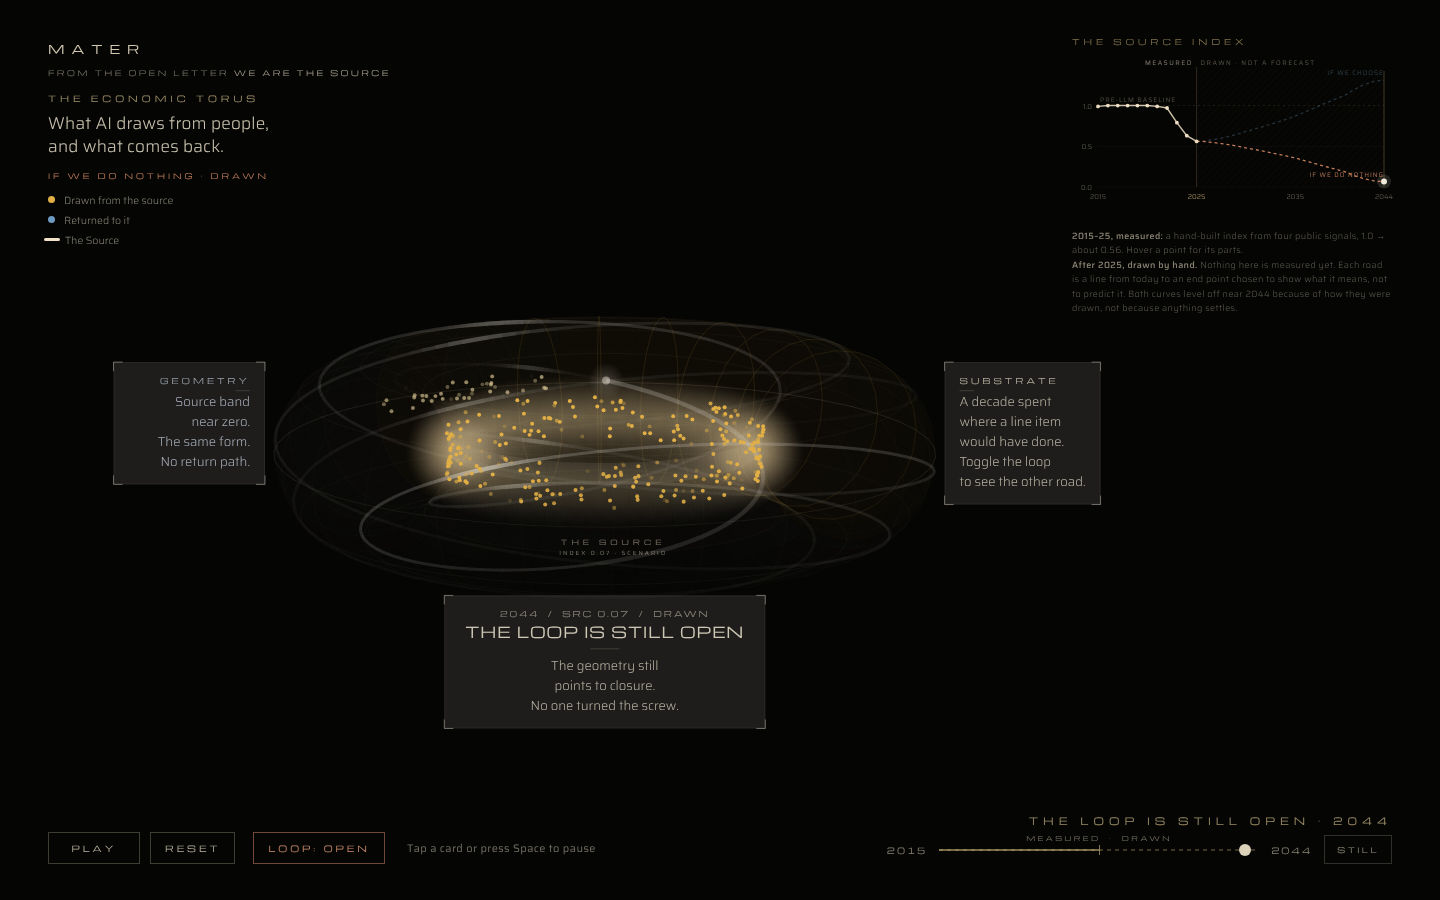 MATER
FROM THE OPEN LETTER WE ARE THE SOURCE
THE ECONOMIC TORUS
What AI draws from people,
and what comes back.
IF WE DO NOTHING · DRAWN
Drawn from the source
Returned to it
The Source
THE SOURCE INDEX
MEASURED DRAWN · NOT A FORECAST
IF WE CHOOSE
PRE-LLM BASELINE
1.0
0.5
IF WE DO NOTHING
0.0
2015 2025 2035 2044
2015–25, measured: a hand-built index from four public signals, 1.0 →
about 0.56. Hover a point for its parts.
After 2025, drawn by hand. Nothing here is measured yet. Each road
is a line from today to an end point chosen to show what it means, not
to predict it. Both curves level off near 2044 because of how they were
drawn, not because anything settles.
GEOMETRY
Source band
near zero.
The same form.
No return path.
SUBSTRATE
A decade spent
where a line item
would have done.
Toggle the loop
to see the other road.
THE SOURCE
INDEX 0.07 · SCENARIO
2044 / SRC 0.07 / DRAWN
THE LOOP IS STILL OPEN
The geometry still
points to closure.
No one turned the screw.
PLAY
RESET
LOOP: OPEN
Tap a card or press Space to pause
THE LOOP IS STILL OPEN · 2044
MEASURED · DRAWN
2015
2044
STILL